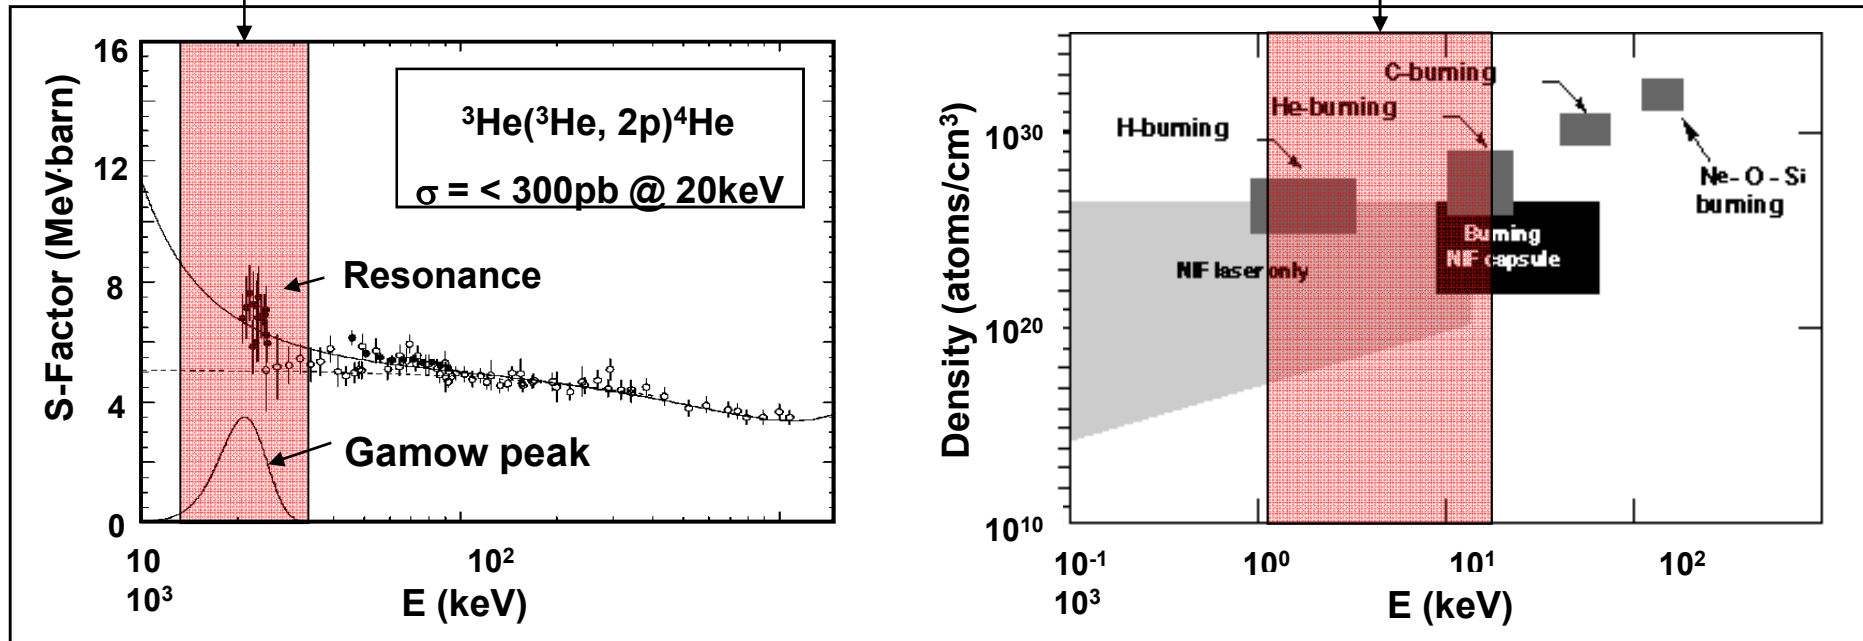 S-Factor (MeV·barn)
16
12
8
4
0
³He(³He, 2p)⁴He
σ = < 300pb @ 20keV
Resonance
Gamow peak
10
10²
10³
E (keV)
Density (atoms/cm³)
10³⁰
10²⁰
10¹⁰
C-burning
He-burning
H-burning
Ne- O - Si
burning
Burning
NIF capsule
NIF laser only
10⁻¹
10⁰
10¹
10²
10³
E (keV)